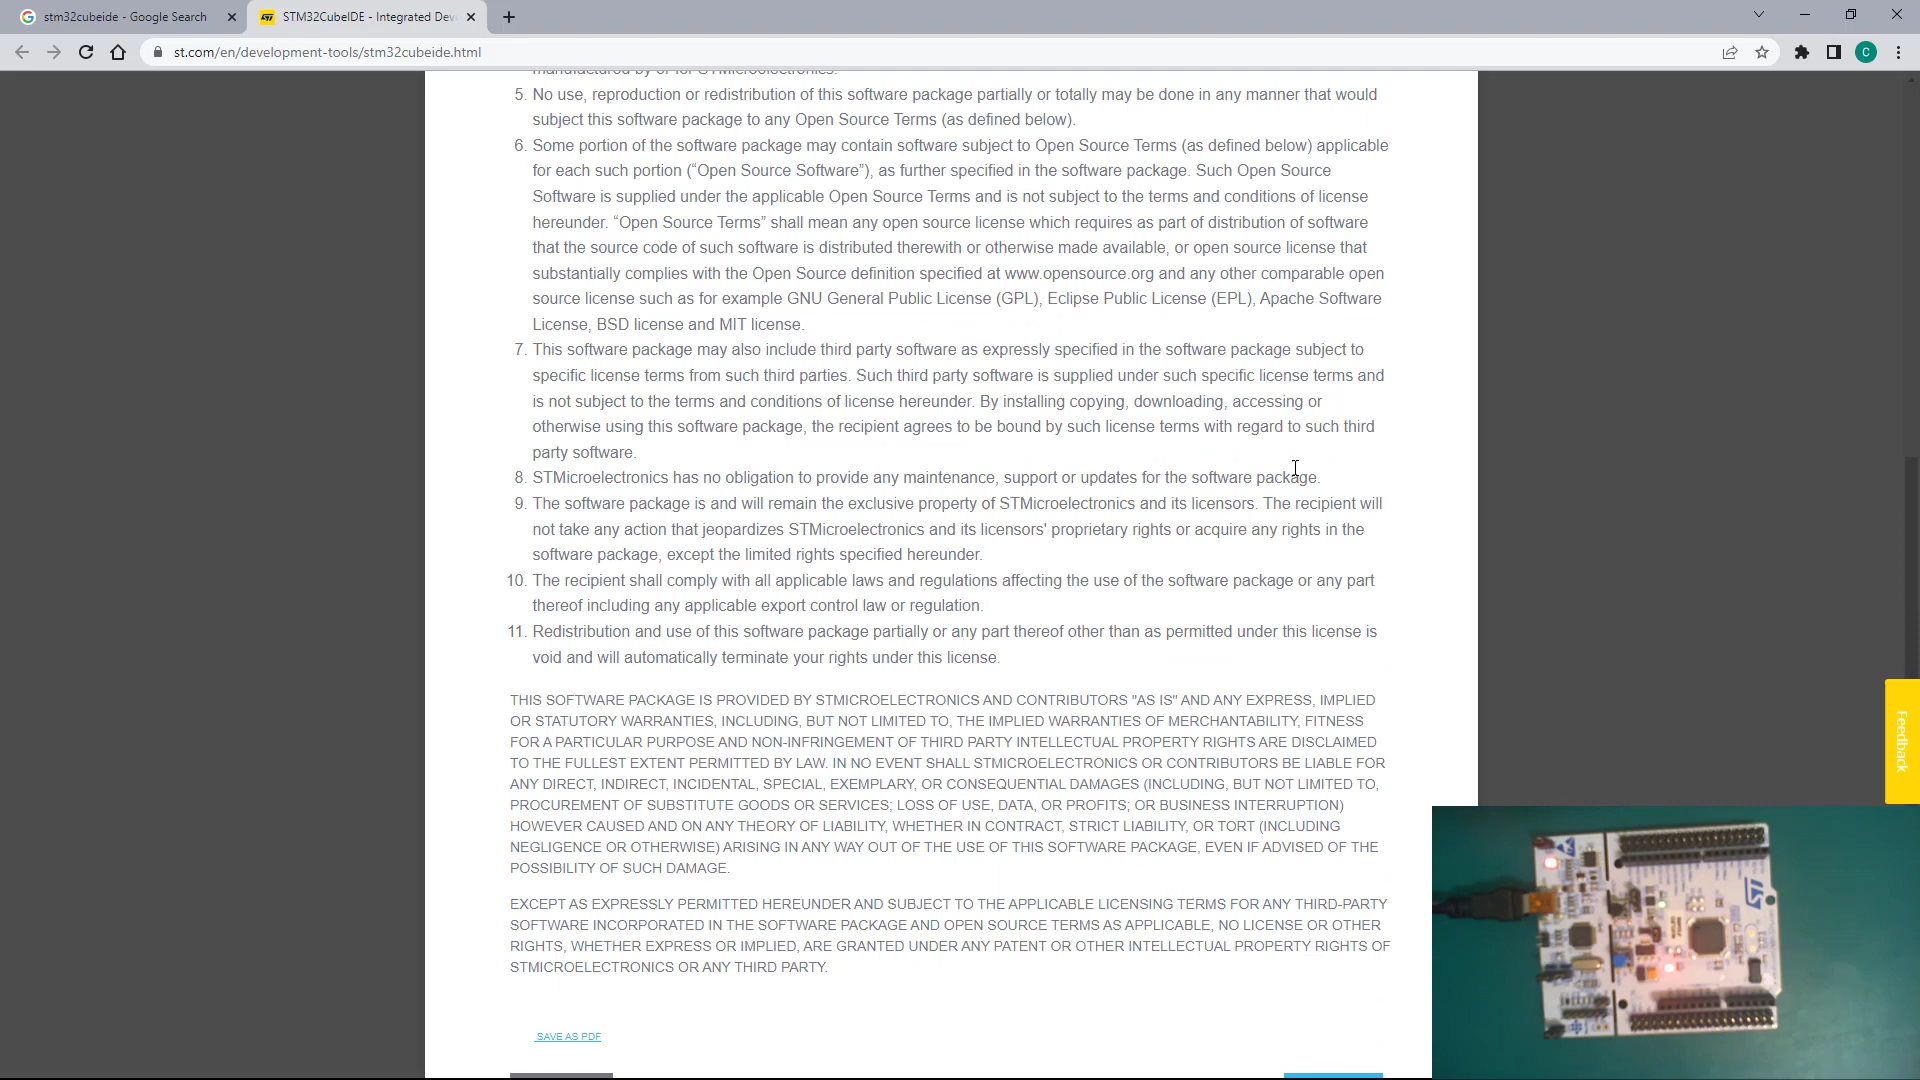 stm32cubeide - Google Search
STM32CubeIDE - Integrated Dev
st.com/en/development-tools/stm32cubeide.html
C
manufactured by or for STMicroelectronics.
5. No use, reproduction or redistribution of this software package partially or totally may be done in any manner that would
subject this software package to any Open Source Terms (as defined below).
6. Some portion of the software package may contain software subject to Open Source Terms (as defined below) applicable
for each such portion (“Open Source Software”), as further specified in the software package. Such Open Source
Software is supplied under the applicable Open Source Terms and is not subject to the terms and conditions of license
hereunder. “Open Source Terms” shall mean any open source license which requires as part of distribution of software
that the source code of such software is distributed therewith or otherwise made available, or open source license that
substantially complies with the Open Source definition specified at www.opensource.org and any other comparable open
source license such as for example GNU General Public License (GPL), Eclipse Public License (EPL), Apache Software
License, BSD license and MIT license.
7. This software package may also include third party software as expressly specified in the software package subject to
specific license terms from such third parties. Such third party software is supplied under such specific license terms and
is not subject to the terms and conditions of license hereunder. By installing copying, downloading, accessing or
otherwise using this software package, the recipient agrees to be bound by such license terms with regard to such third
party software.
8. STMicroelectronics has no obligation to provide any maintenance, support or updates for the software package.
9. The software package is and will remain the exclusive property of STMicroelectronics and its licensors. The recipient will
not take any action that jeopardizes STMicroelectronics and its licensors' proprietary rights or acquire any rights in the
software package, except the limited rights specified hereunder.
10. The recipient shall comply with all applicable laws and regulations affecting the use of the software package or any part
thereof including any applicable export control law or regulation.
11. Redistribution and use of this software package partially or any part thereof other than as permitted under this license is
void and will automatically terminate your rights under this license.
THIS SOFTWARE PACKAGE IS PROVIDED BY STMICROELECTRONICS AND CONTRIBUTORS "AS IS" AND ANY EXPRESS, IMPLIED
OR STATUTORY WARRANTIES, INCLUDING, BUT NOT LIMITED TO, THE IMPLIED WARRANTIES OF MERCHANTABILITY, FITNESS
FOR A PARTICULAR PURPOSE AND NON-INFRINGEMENT OF THIRD PARTY INTELLECTUAL PROPERTY RIGHTS ARE DISCLAIMED
TO THE FULLEST EXTENT PERMITTED BY LAW. IN NO EVENT SHALL STMICROELECTRONICS OR CONTRIBUTORS BE LIABLE FOR
ANY DIRECT, INDIRECT, INCIDENTAL, SPECIAL, EXEMPLARY, OR CONSEQUENTIAL DAMAGES (INCLUDING, BUT NOT LIMITED TO,
PROCUREMENT OF SUBSTITUTE GOODS OR SERVICES; LOSS OF USE, DATA, OR PROFITS; OR BUSINESS INTERRUPTION)
HOWEVER CAUSED AND ON ANY THEORY OF LIABILITY, WHETHER IN CONTRACT, STRICT LIABILITY, OR TORT (INCLUDING
NEGLIGENCE OR OTHERWISE) ARISING IN ANY WAY OUT OF THE USE OF THIS SOFTWARE PACKAGE, EVEN IF ADVISED OF THE
POSSIBILITY OF SUCH DAMAGE.
EXCEPT AS EXPRESSLY PERMITTED HEREUNDER AND SUBJECT TO THE APPLICABLE LICENSING TERMS FOR ANY THIRD-PARTY
SOFTWARE INCORPORATED IN THE SOFTWARE PACKAGE AND OPEN SOURCE TERMS AS APPLICABLE, NO LICENSE OR OTHER
RIGHTS, WHETHER EXPRESS OR IMPLIED, ARE GRANTED UNDER ANY PATENT OR OTHER INTELLECTUAL PROPERTY RIGHTS OF
STMICROELECTRONICS OR ANY THIRD PARTY.
SAVE AS PDF
Feedback
ST